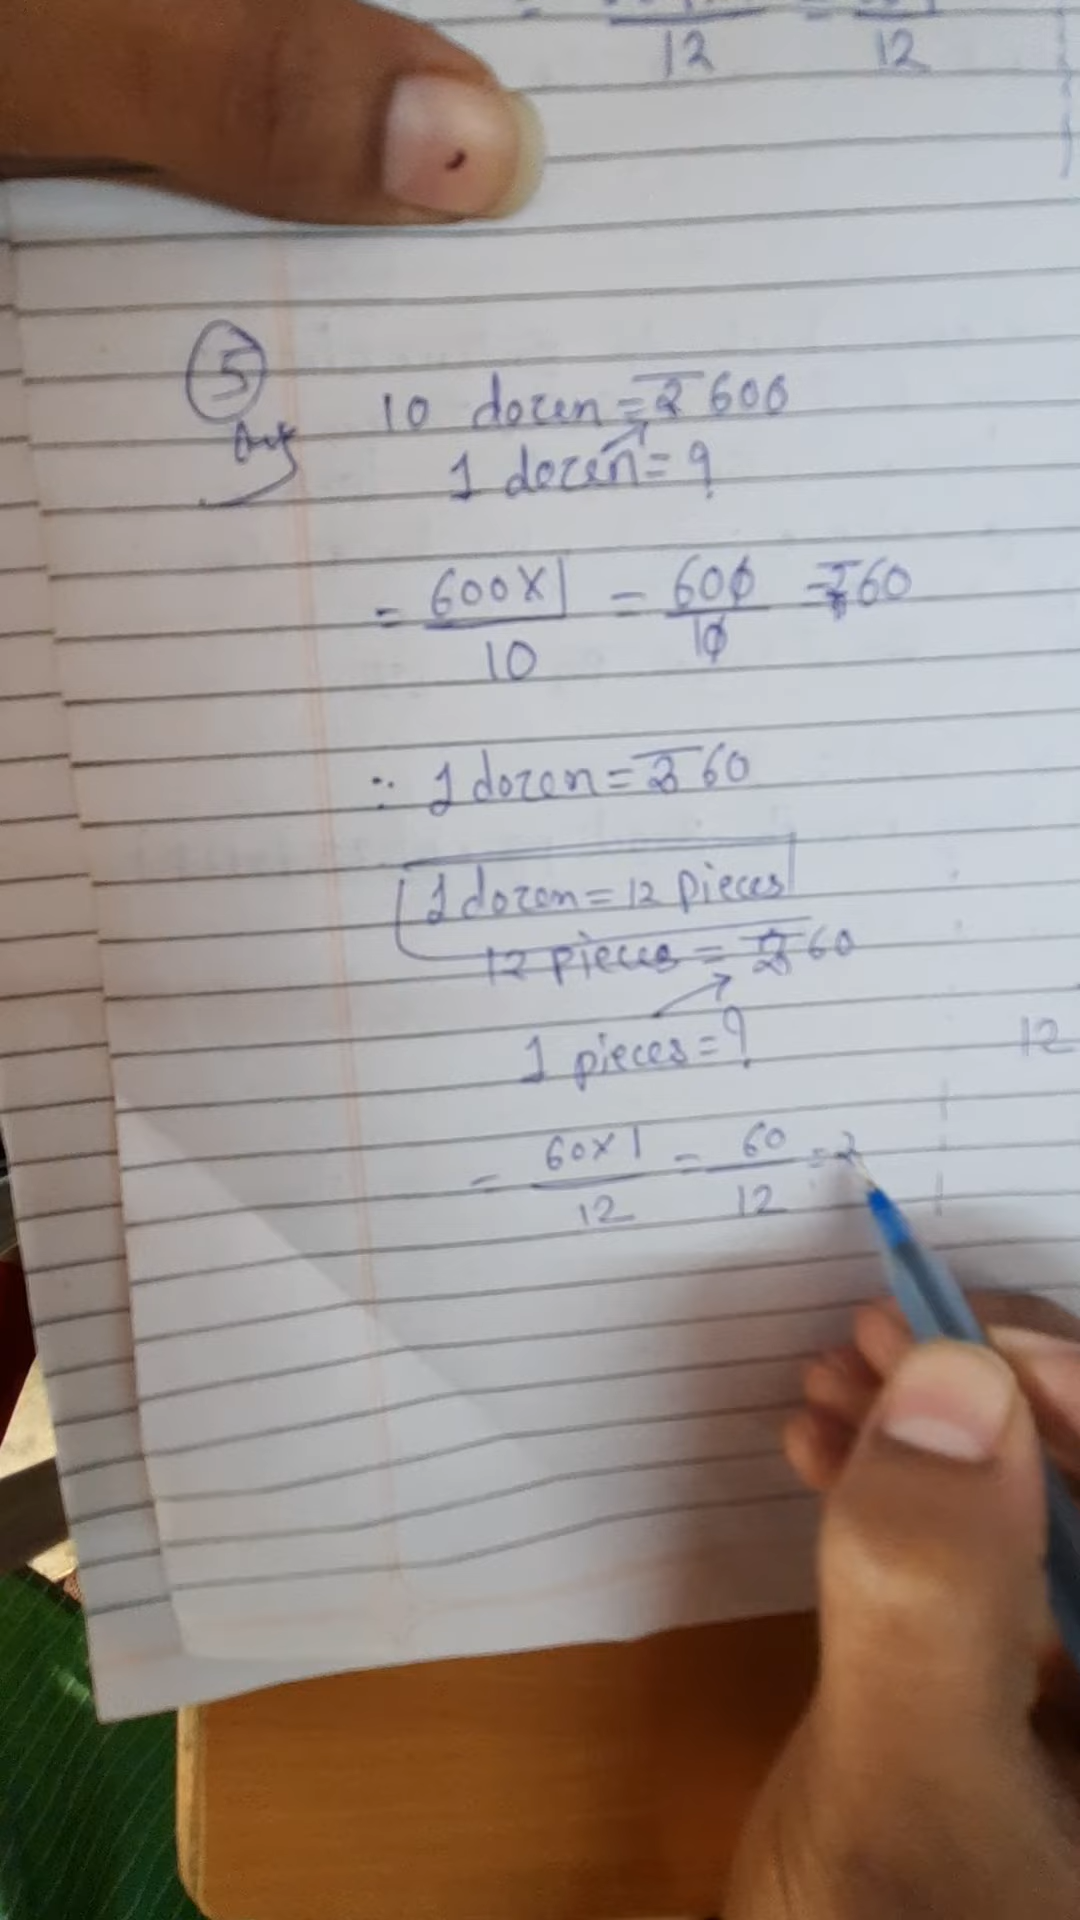 12 = 12
5
Ans
10 dozen = ₹ 600
1 dozen = ?
= 600 x 1 / 10 = 600 / 10 = ₹ 60
∴ 1 dozen = ₹ 60
1 dozen = 12 pieces
12 pieces = ₹ 60
1 pieces = ?
12
= 60 x 1 / 12 = 60 / 12 = ₹